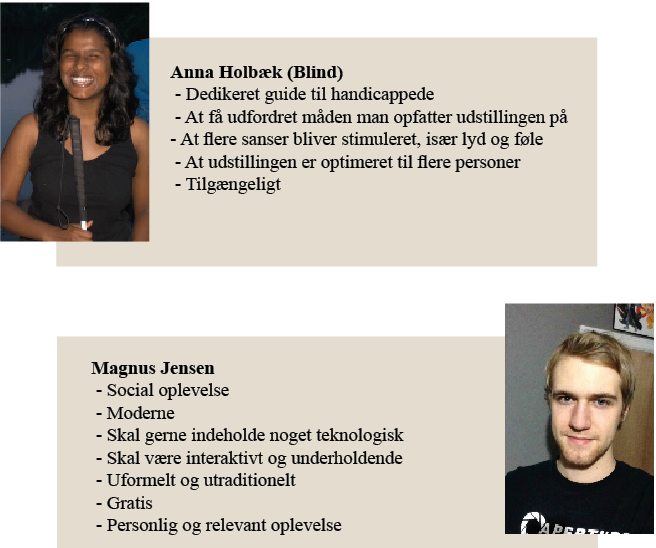 Anna Holbæk (Blind)
- Dedikeret guide til handicappede
- At få udfordret måden man opfatter udstillingen på
- At flere sanser bliver stimuleret, især lyd og føle
- At udstillingen er optimeret til flere personer
- Tilgængeligt
Magnus Jensen
- Social oplevelse
- Moderne
- Skal gerne indeholde noget teknologisk
- Skal være interaktivt og underholdende
- Uformelt og utraditionelt
- Gratis
- Personlig og relevant oplevelse